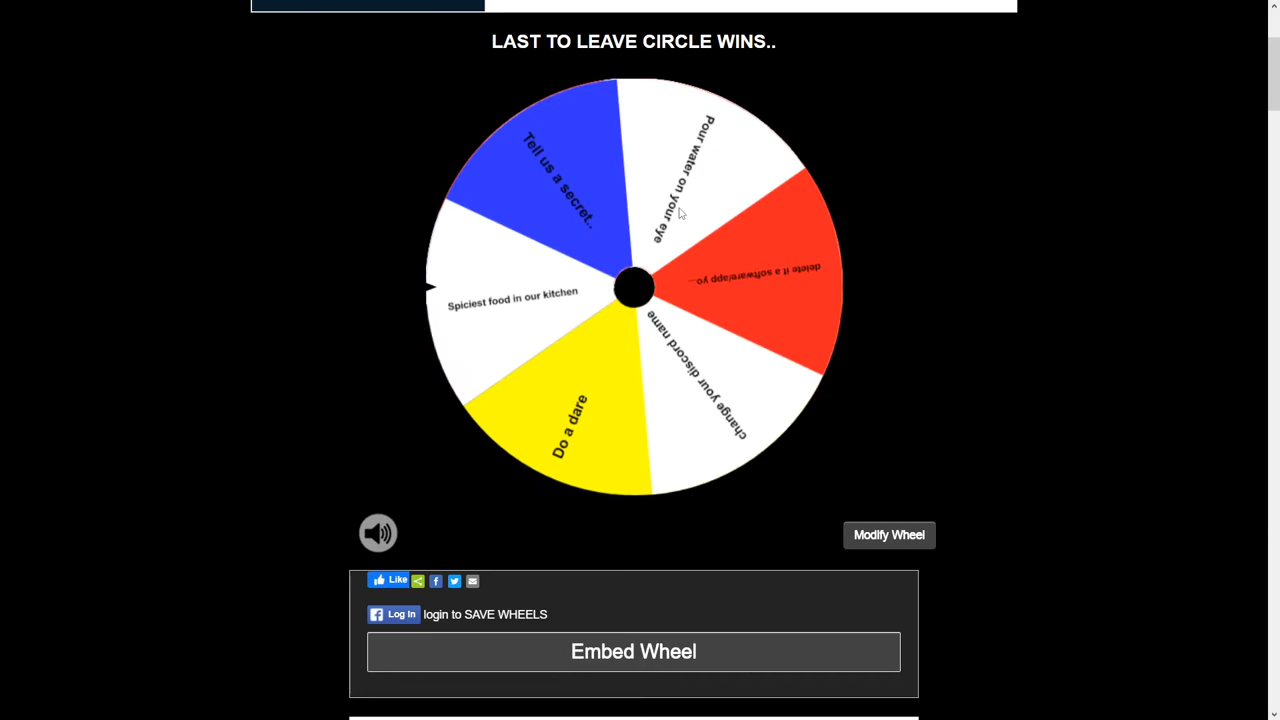 LAST TO LEAVE CIRCLE WINS..
Tell us a secret..
Pour water on your eye
delete it a software/app yo...
Spiciest food in our kitchen
change your discord name
Do a dare
Modify Wheel
Like
Log In login to SAVE WHEELS
Embed Wheel